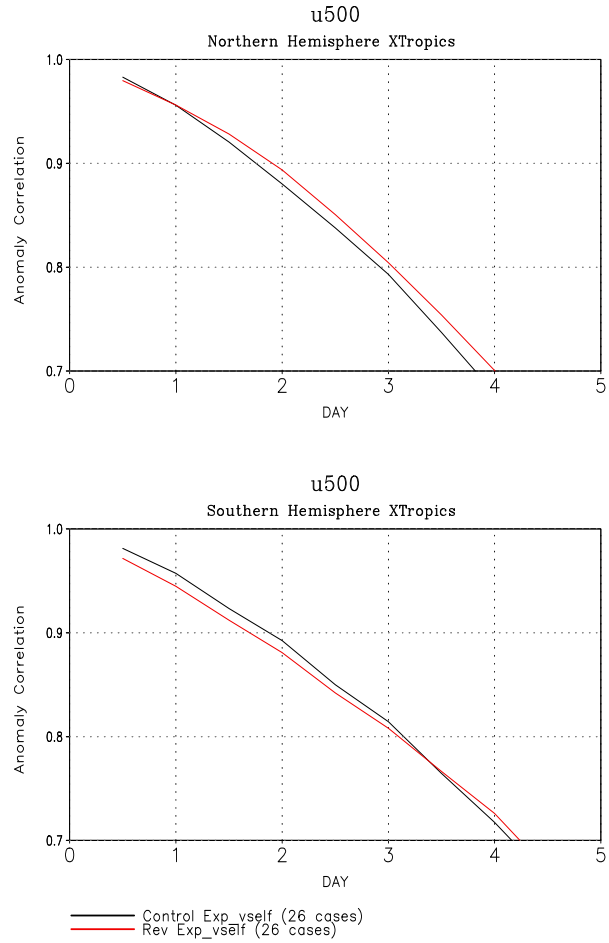 u500
Northern Hemisphere XTropics
1.0
0.9
0.8
0.7
Anomaly Correlation
0 1 2 3 4 5
DAY
u500
Southern Hemisphere XTropics
1.0
0.9
0.8
0.7
Anomaly Correlation
0 1 2 3 4 5
DAY
Control Exp_vself (26 cases)
Rev Exp_vself (26 cases)